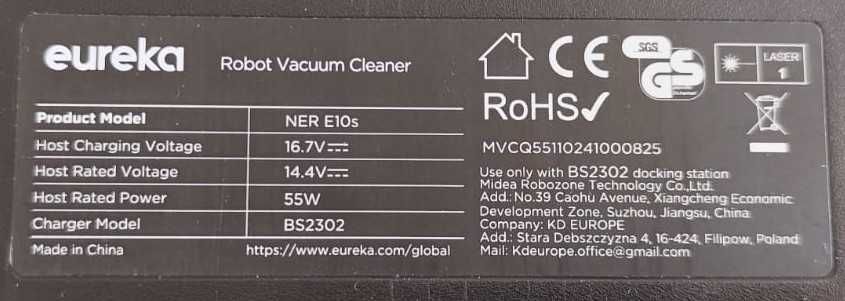 eureka Robot Vacuum Cleaner
Product Model NER E10s
Host Charging Voltage 16.7V
Host Rated Voltage 14.4V
Host Rated Power 55W
Charger Model BS2302
Made in China https://www.eureka.com/global
CE
SGS
GS
LASER
1
RoHS
MVCQ55110241000825
Use only with BS2302 docking station
Midea Robozone Technology Co.,Ltd.
Add.: No.39 Caohu Avenue, Xiangcheng Economic
Development Zone, Suzhou, Jiangsu, China
Company: KD EUROPE
Add.: Stara Debszczyzna 4, 16-424, Filipow, Poland
Mail: Kdeurope.office@gmail.com